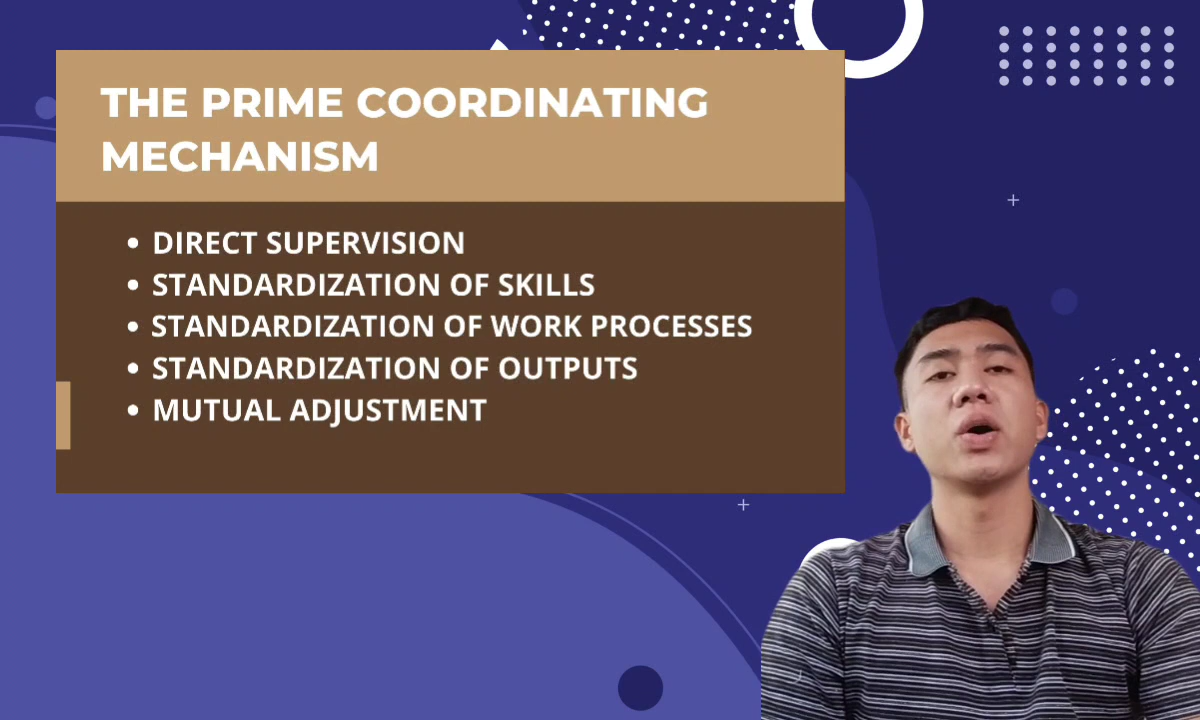 THE PRIME COORDINATING
MECHANISM
• DIRECT SUPERVISION
• STANDARDIZATION OF SKILLS
• STANDARDIZATION OF WORK PROCESSES
• STANDARDIZATION OF OUTPUTS
• MUTUAL ADJUSTMENT